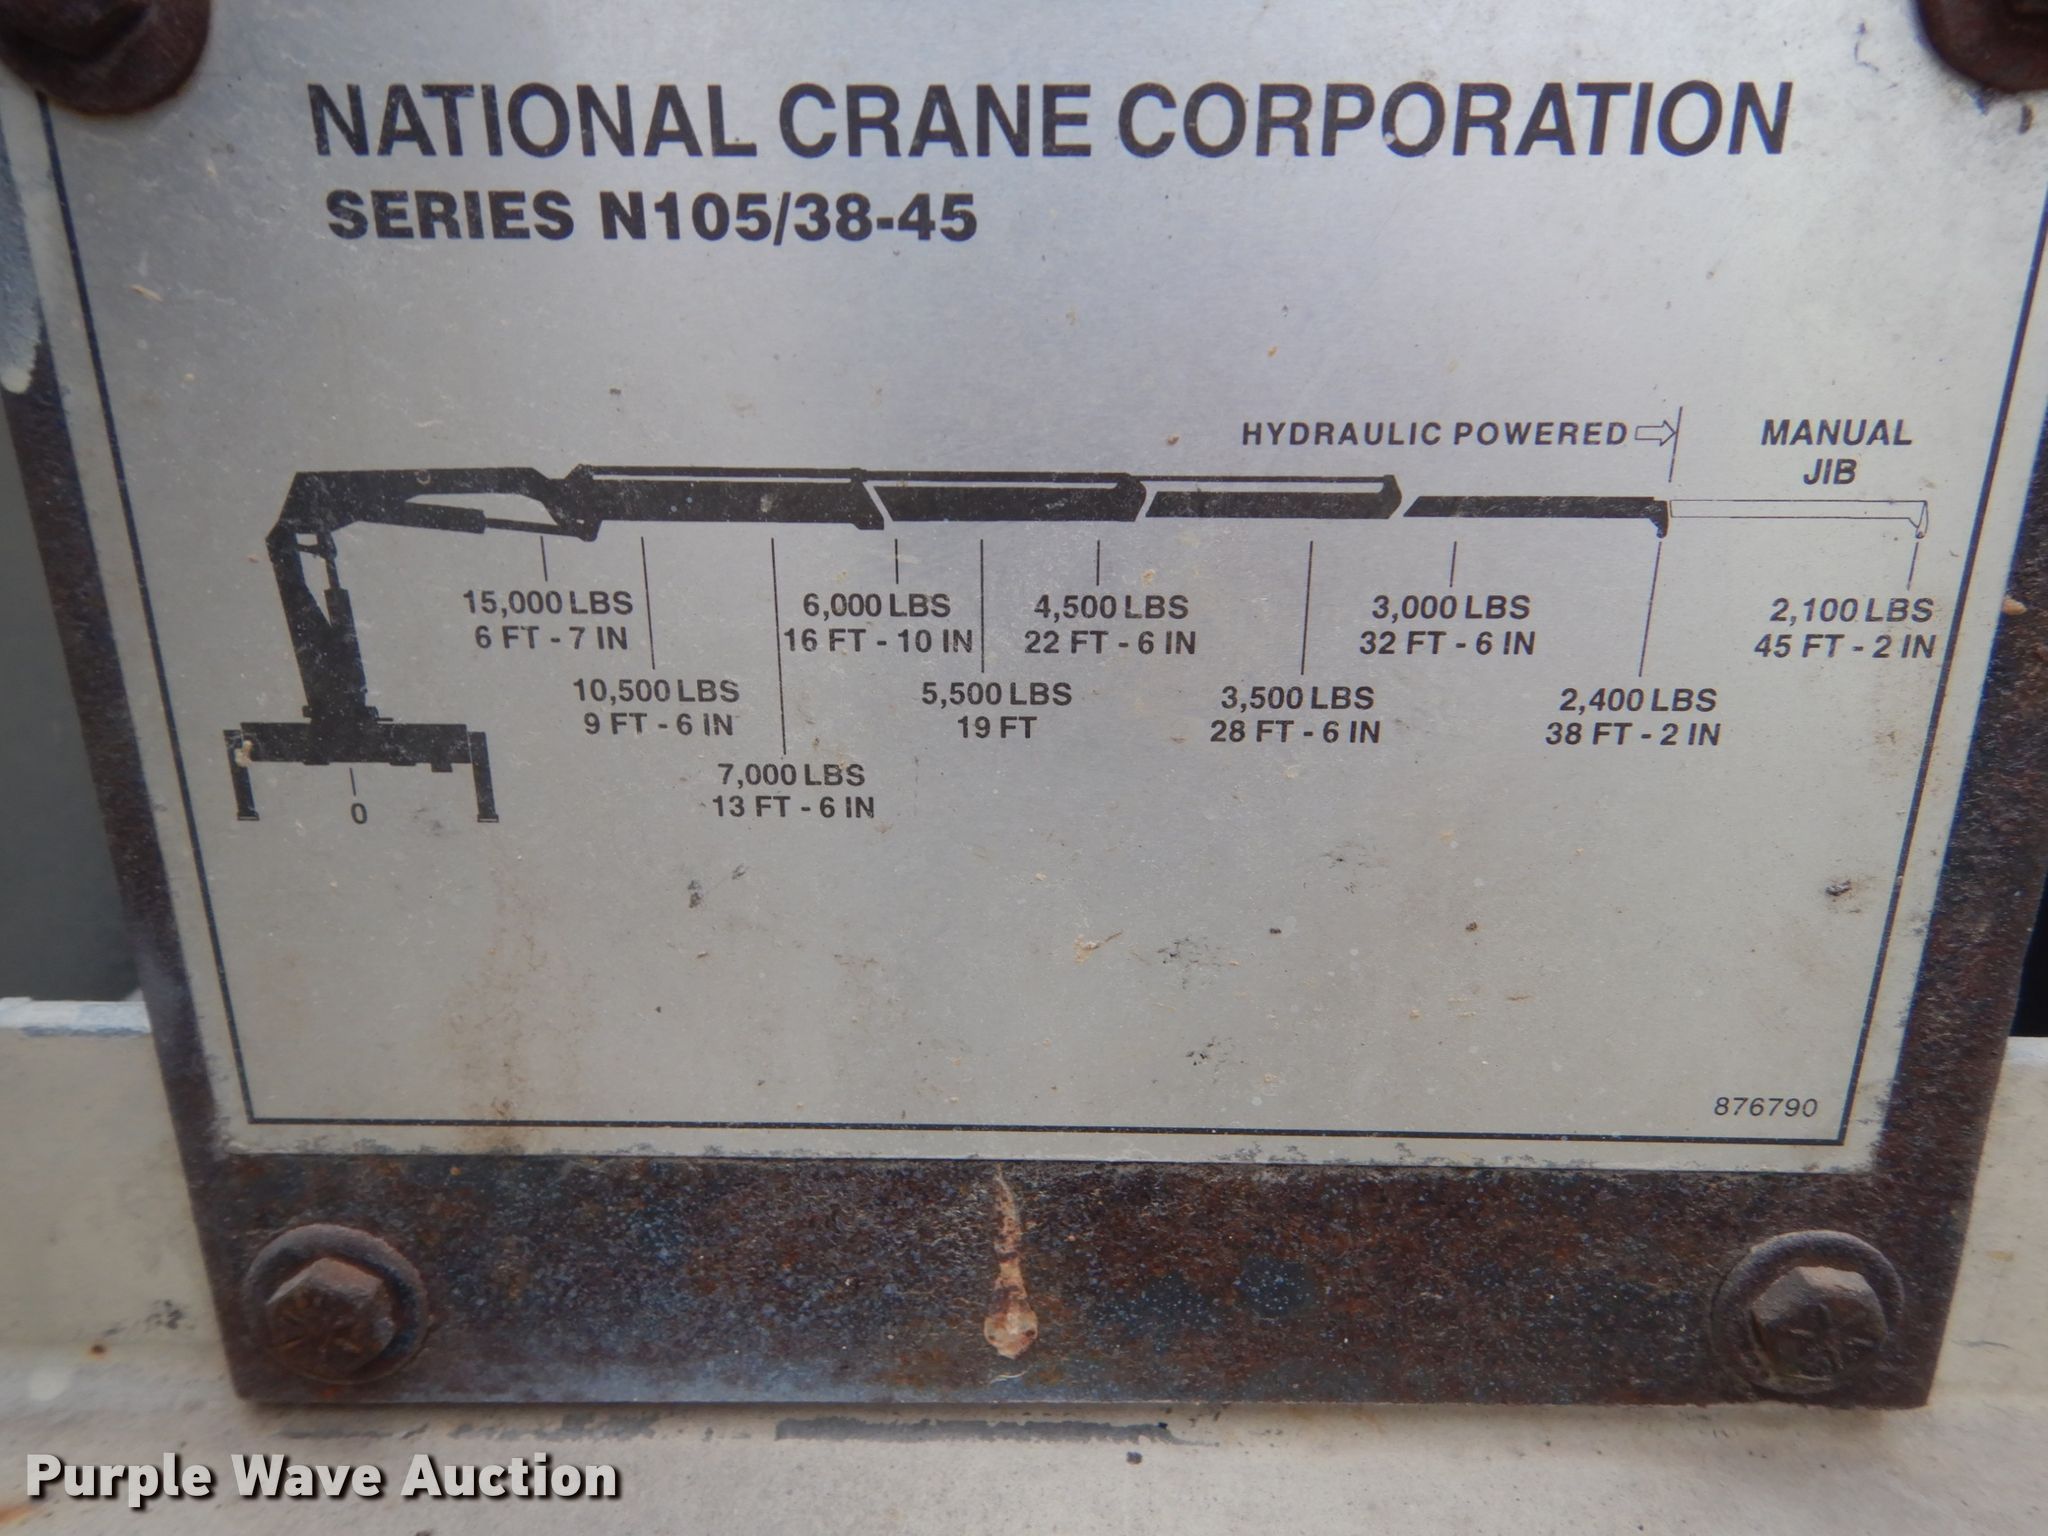 NATIONAL CRANE CORPORATION
SERIES N105/38-45
HYDRAULIC POWERED
MANUAL
JIB
15,000 LBS
6 FT - 7 IN
10,500 LBS
9 FT - 6 IN
7,000 LBS
13 FT - 6 IN
6,000 LBS
16 FT - 10 IN
5,500 LBS
19 FT
4,500 LBS
22 FT - 6 IN
3,500 LBS
28 FT - 6 IN
3,000 LBS
32 FT - 6 IN
2,400 LBS
38 FT - 2 IN
2,100 LBS
45 FT - 2 IN
0
876790
Purple Wave Auction